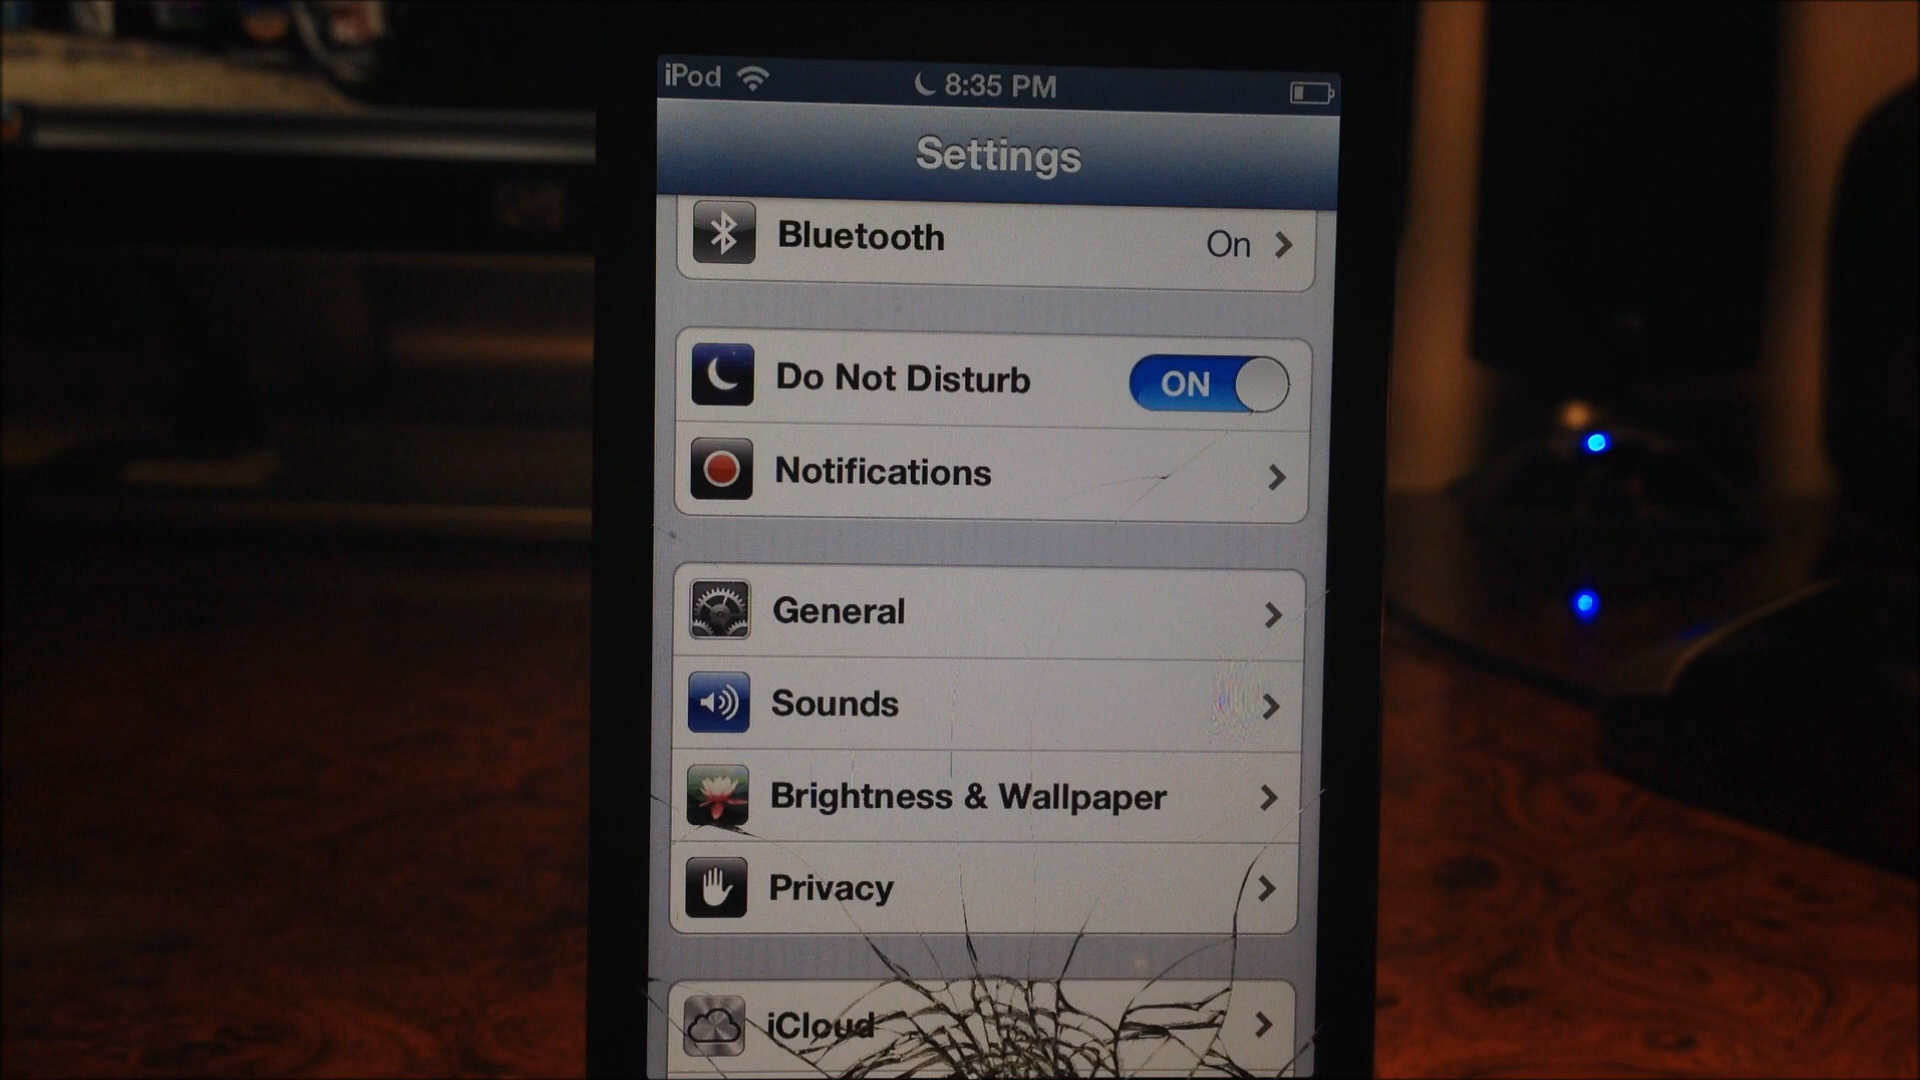 iPod 8:35 PM
Settings
Bluetooth On
Do Not Disturb ON
Notifications
General
Sounds
Brightness & Wallpaper
Privacy
iCloud